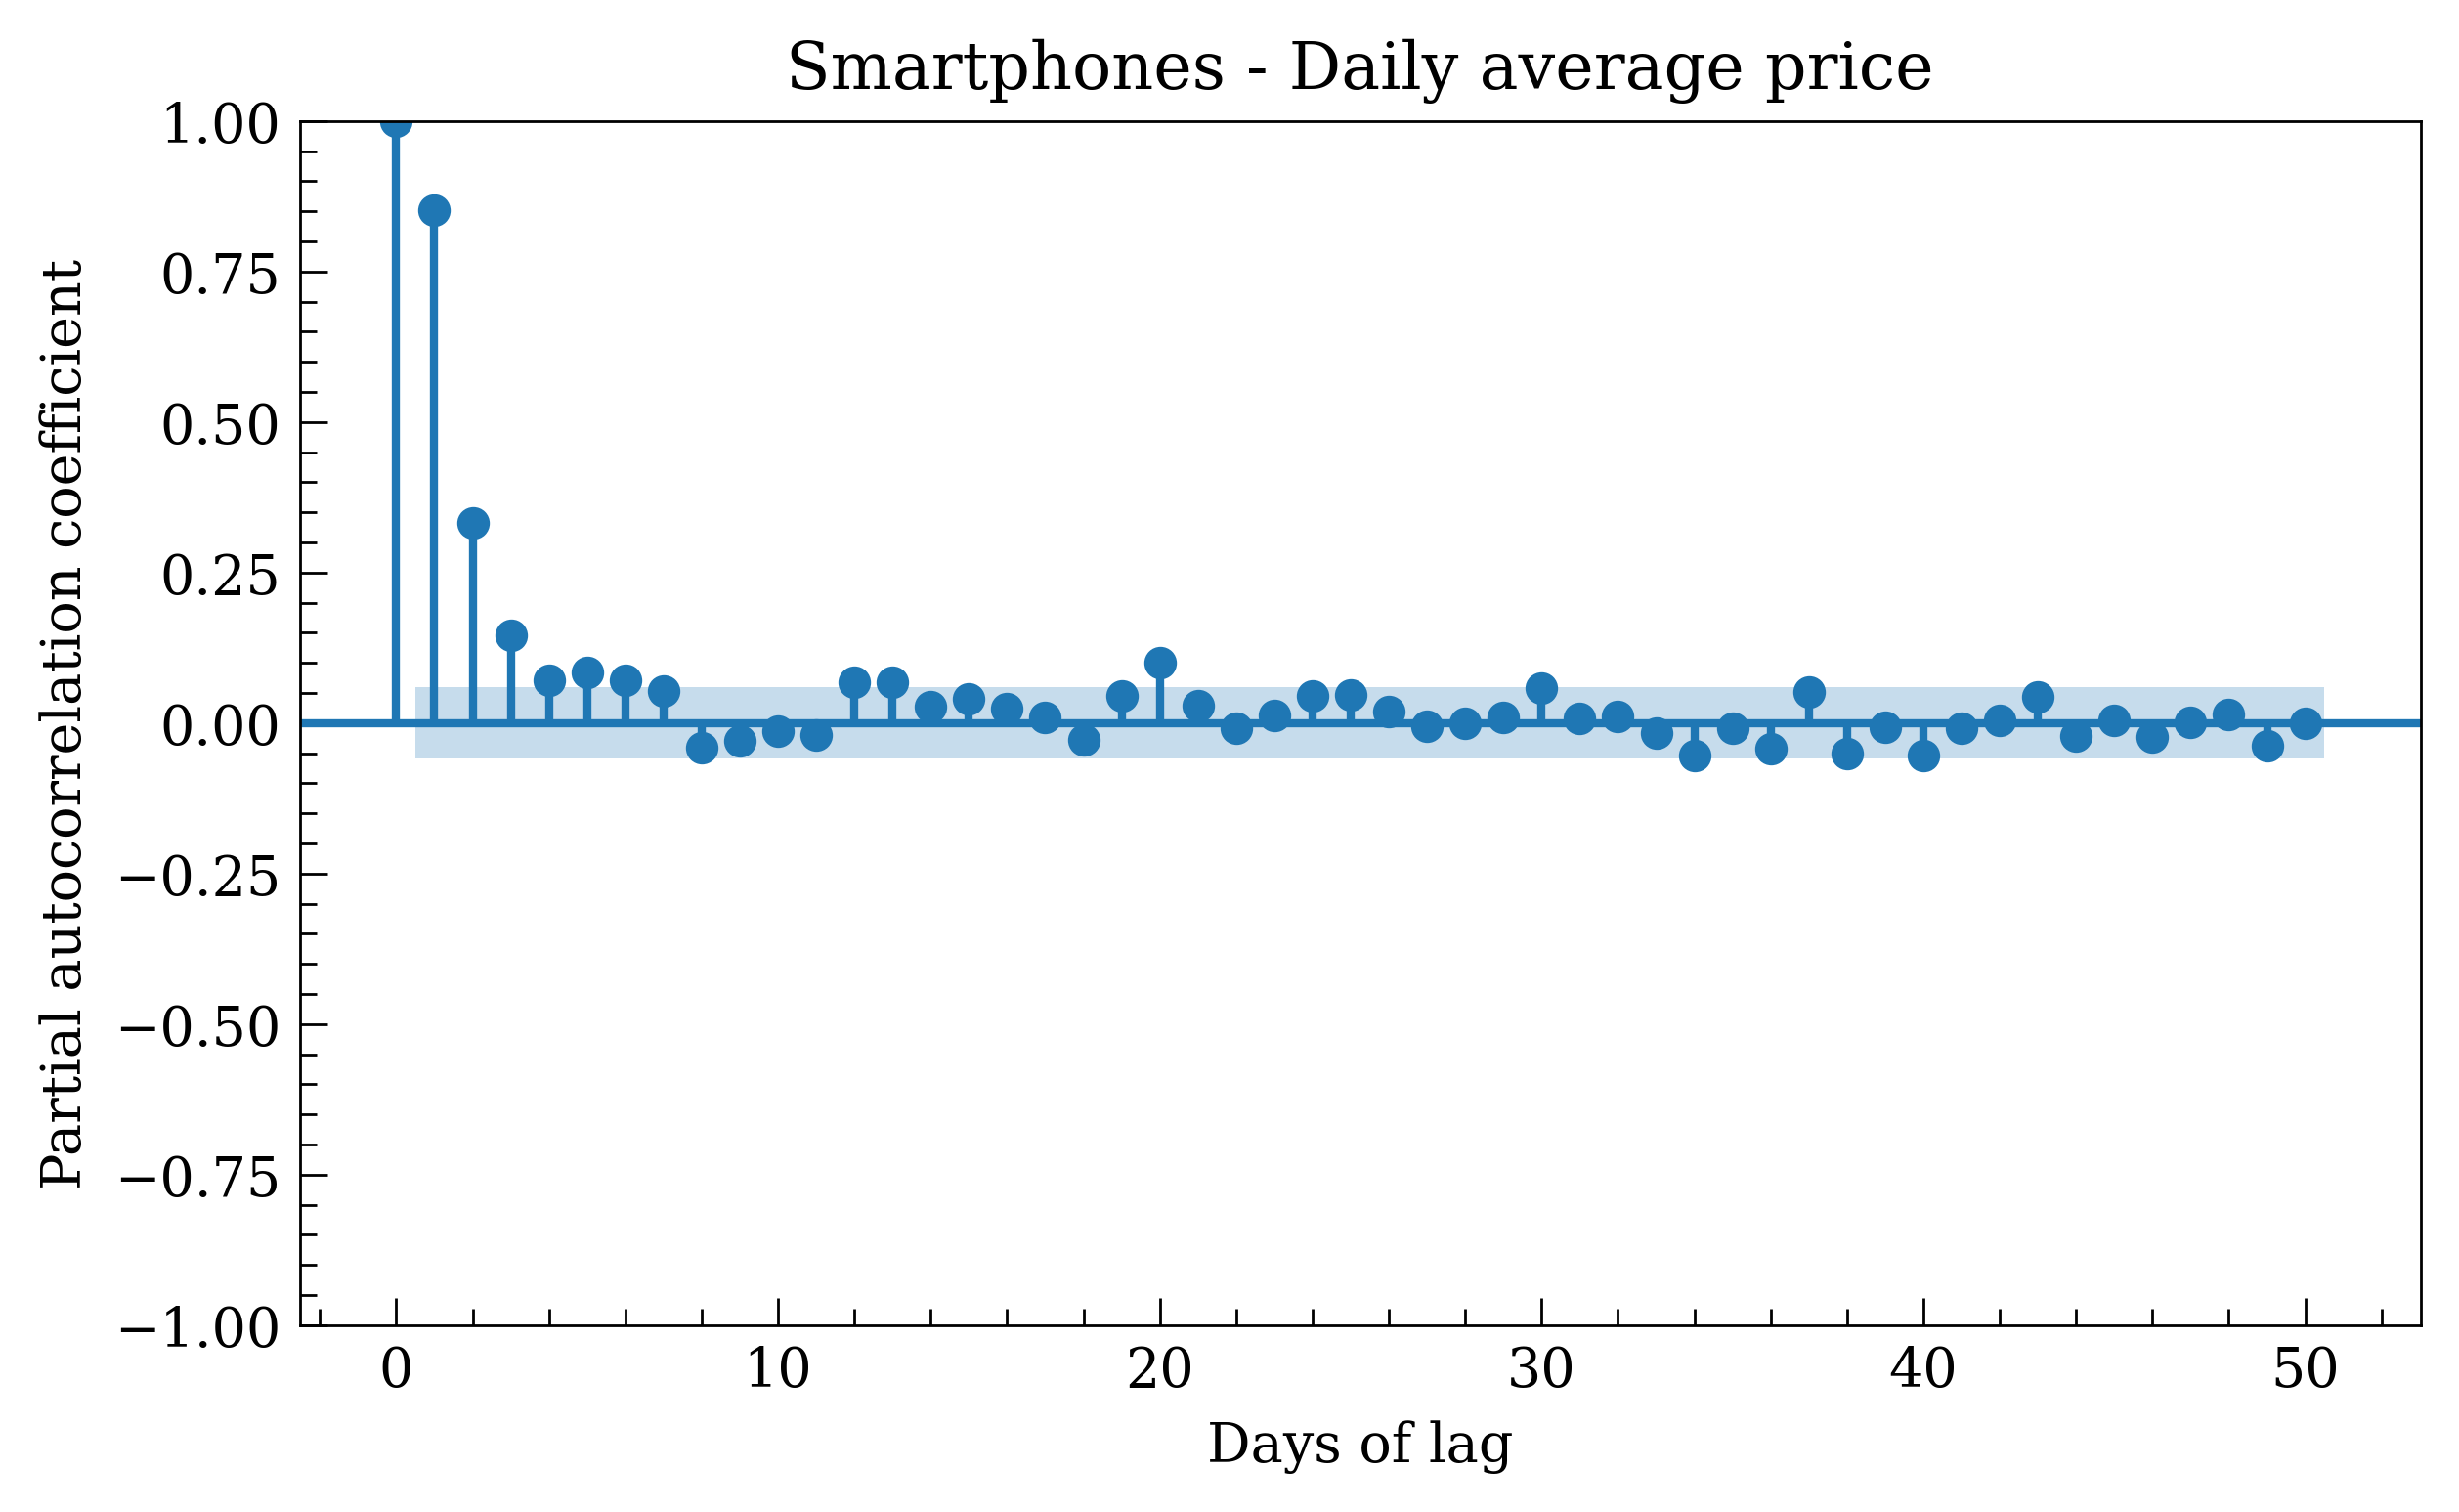 Smartphones - Daily average price
Partial autocorrelation coefficient
1.00
0.75
0.50
0.25
0.00
−0.25
−0.50
−0.75
−1.00
0 10 20 30 40 50
Days of lag